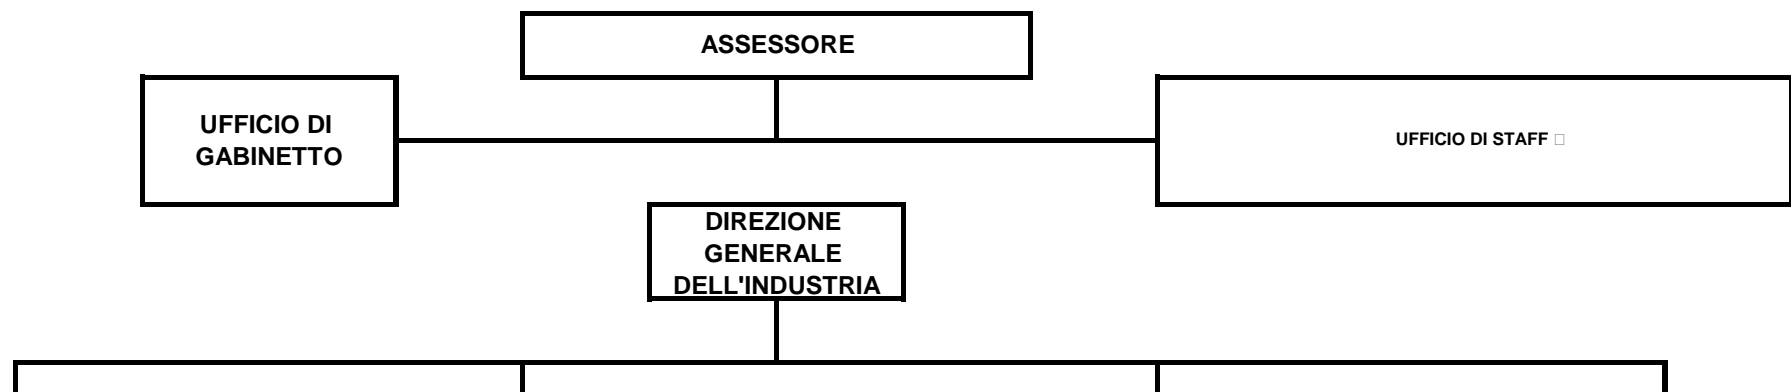 ASSESSORE
UFFICIO DI
GABINETTO
UFFICIO DI STAFF
DIREZIONE
GENERALE
DELL'INDUSTRIA